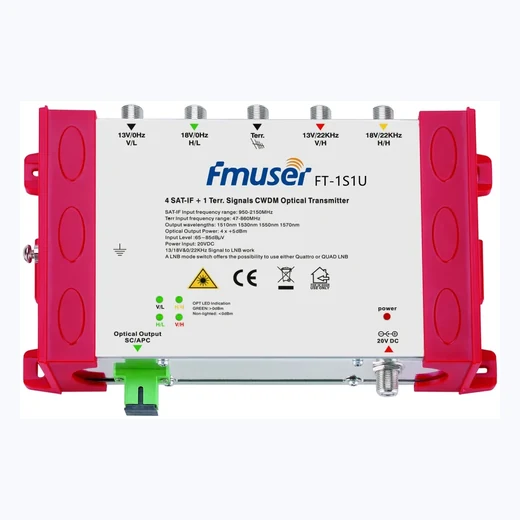 13V/0Hz 18V/0Hz Terr. 13V/22KHz 18V/22KHz
V/L H/L V/H H/H
Fmuser FT-1S1U
4 SAT-IF + 1 Terr. Signals CWDM Optical Transmitter
SAT-IF Input frequency range: 950-2150MHz
Terr Input frequency range: 47-860MHz
Output wavelengths: 1510nm 1530nm 1550nm 1570nm
Optical Output Power: 4 x +5dBm
Input Level: 65~85dBμV
Power Input: 20VDC
13/18V&0/22KHz Signal to LNB work
A LNB mode switch offers the possibility to use either Quattro or QUAD LNB
CE
V/L H/H OPT LED indication
GREEN: >0dBm
H/L V/H Non-lighted: <0dBm
power
Optical Output
SC/APC
20V DC